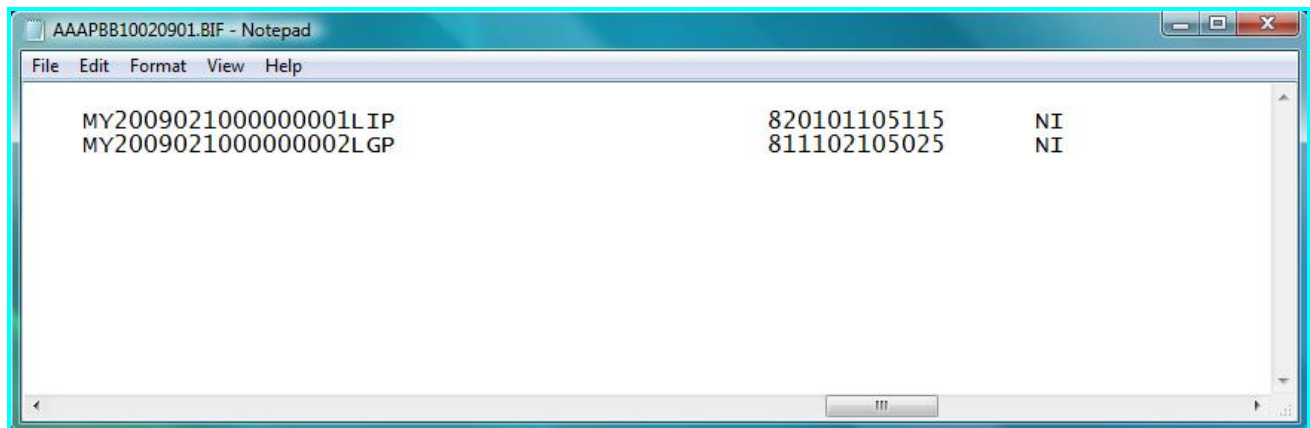 AAAPBB10020901.BIF - Notepad
File Edit Format View Help
MY2009021000000001LIP 820101105115 NI
MY2009021000000002LGP 811102105025 NI